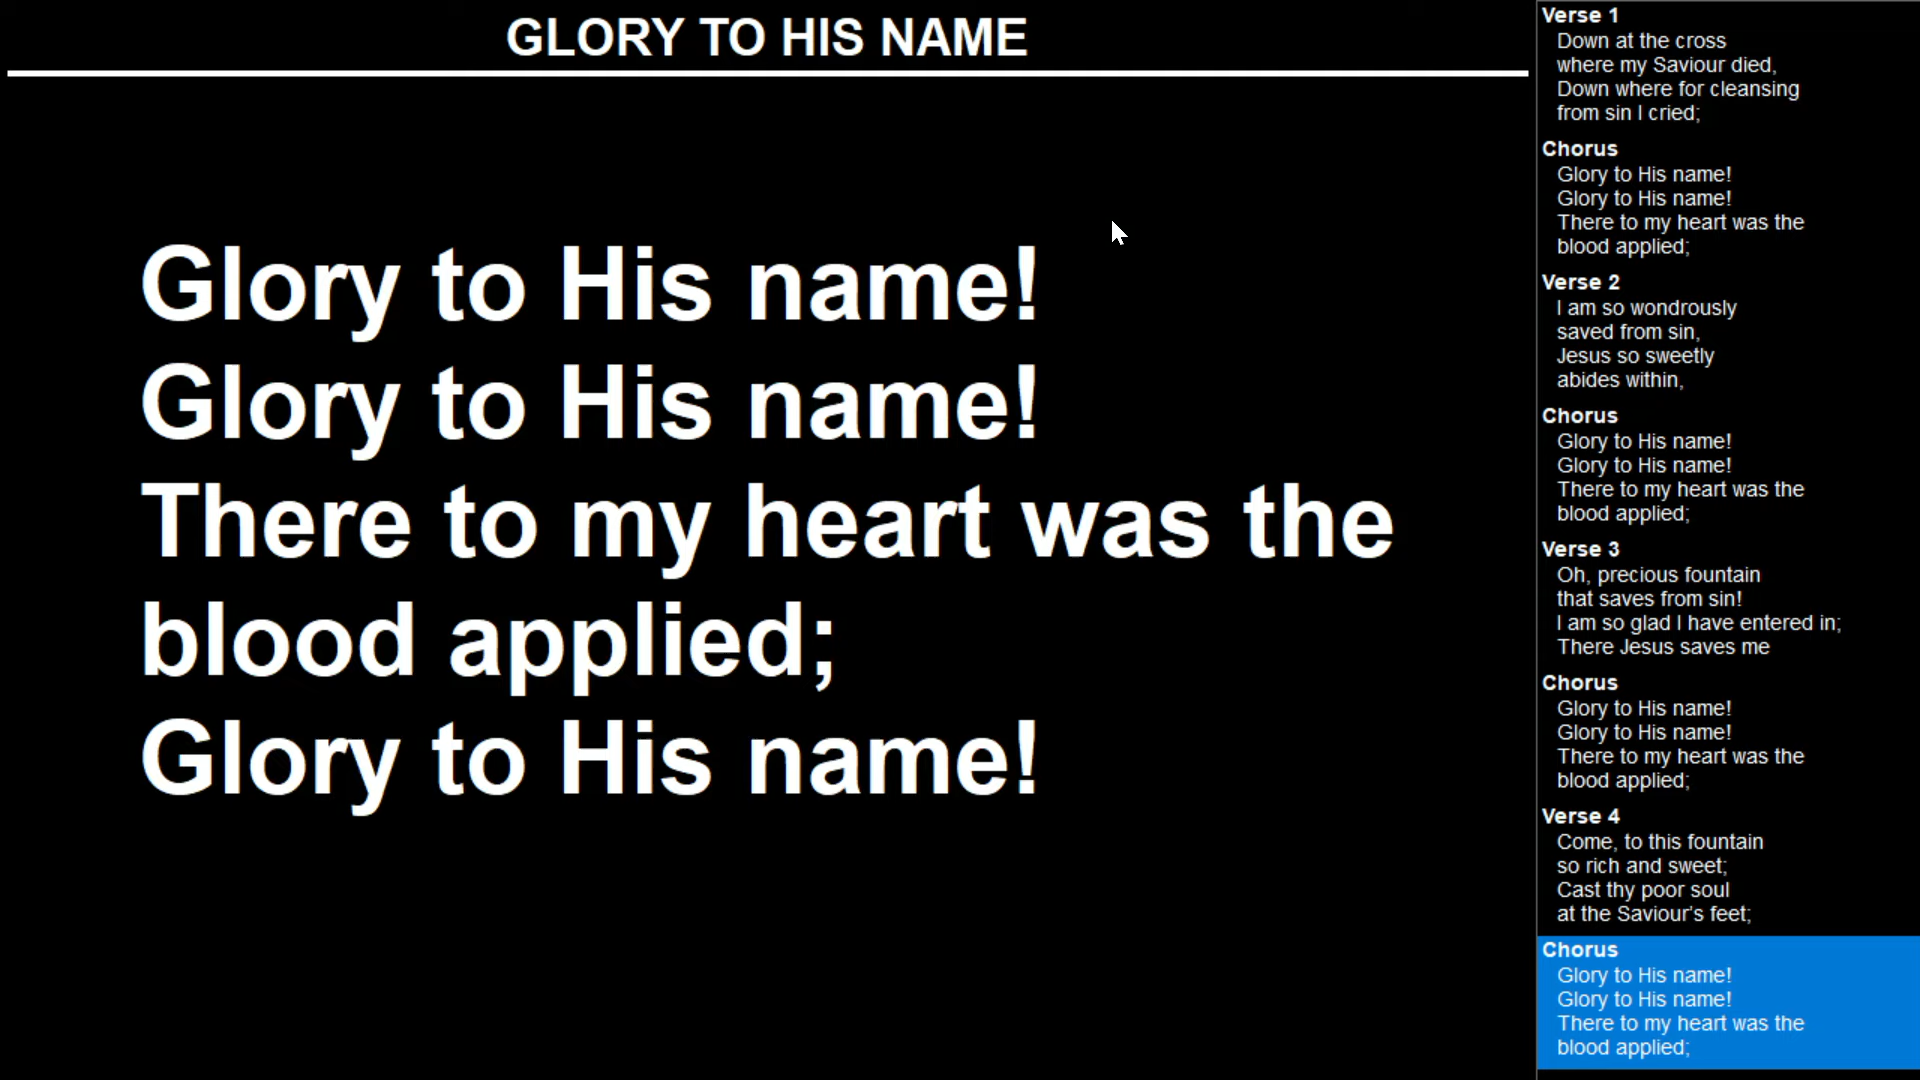 GLORY TO HIS NAME
Glory to His name!
Glory to His name!
There to my heart was the
blood applied;
Glory to His name!
Verse 1
Down at the cross
where my Saviour died,
Down where for cleansing
from sin I cried;
Chorus
Glory to His name!
Glory to His name!
There to my heart was the
blood applied;
Verse 2
I am so wondrously
saved from sin,
Jesus so sweetly
abides within,
Chorus
Glory to His name!
Glory to His name!
There to my heart was the
blood applied;
Verse 3
Oh, precious fountain
that saves from sin!
I am so glad I have entered in;
There Jesus saves me
Chorus
Glory to His name!
Glory to His name!
There to my heart was the
blood applied;
Verse 4
Come, to this fountain
so rich and sweet;
Cast thy poor soul
at the Saviour's feet;
Chorus
Glory to His name!
Glory to His name!
There to my heart was the
blood applied;